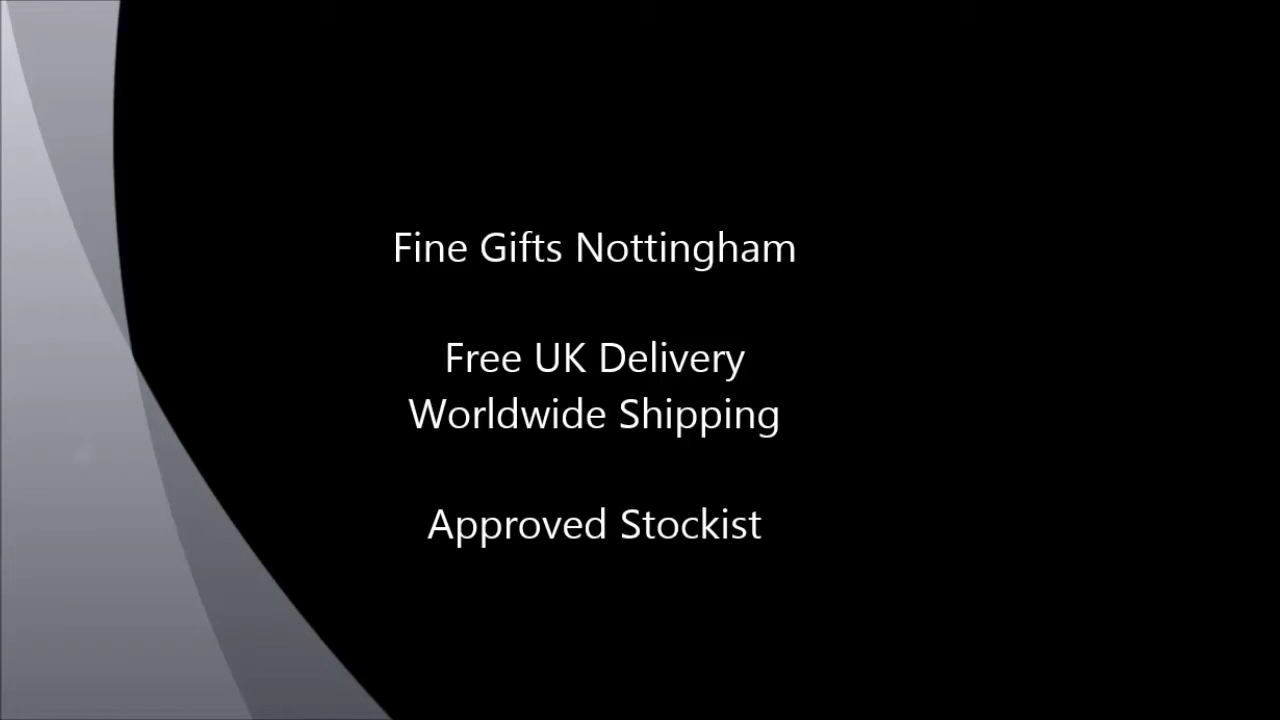 Fine Gifts Nottingham
Free UK Delivery
Worldwide Shipping
Approved Stockist